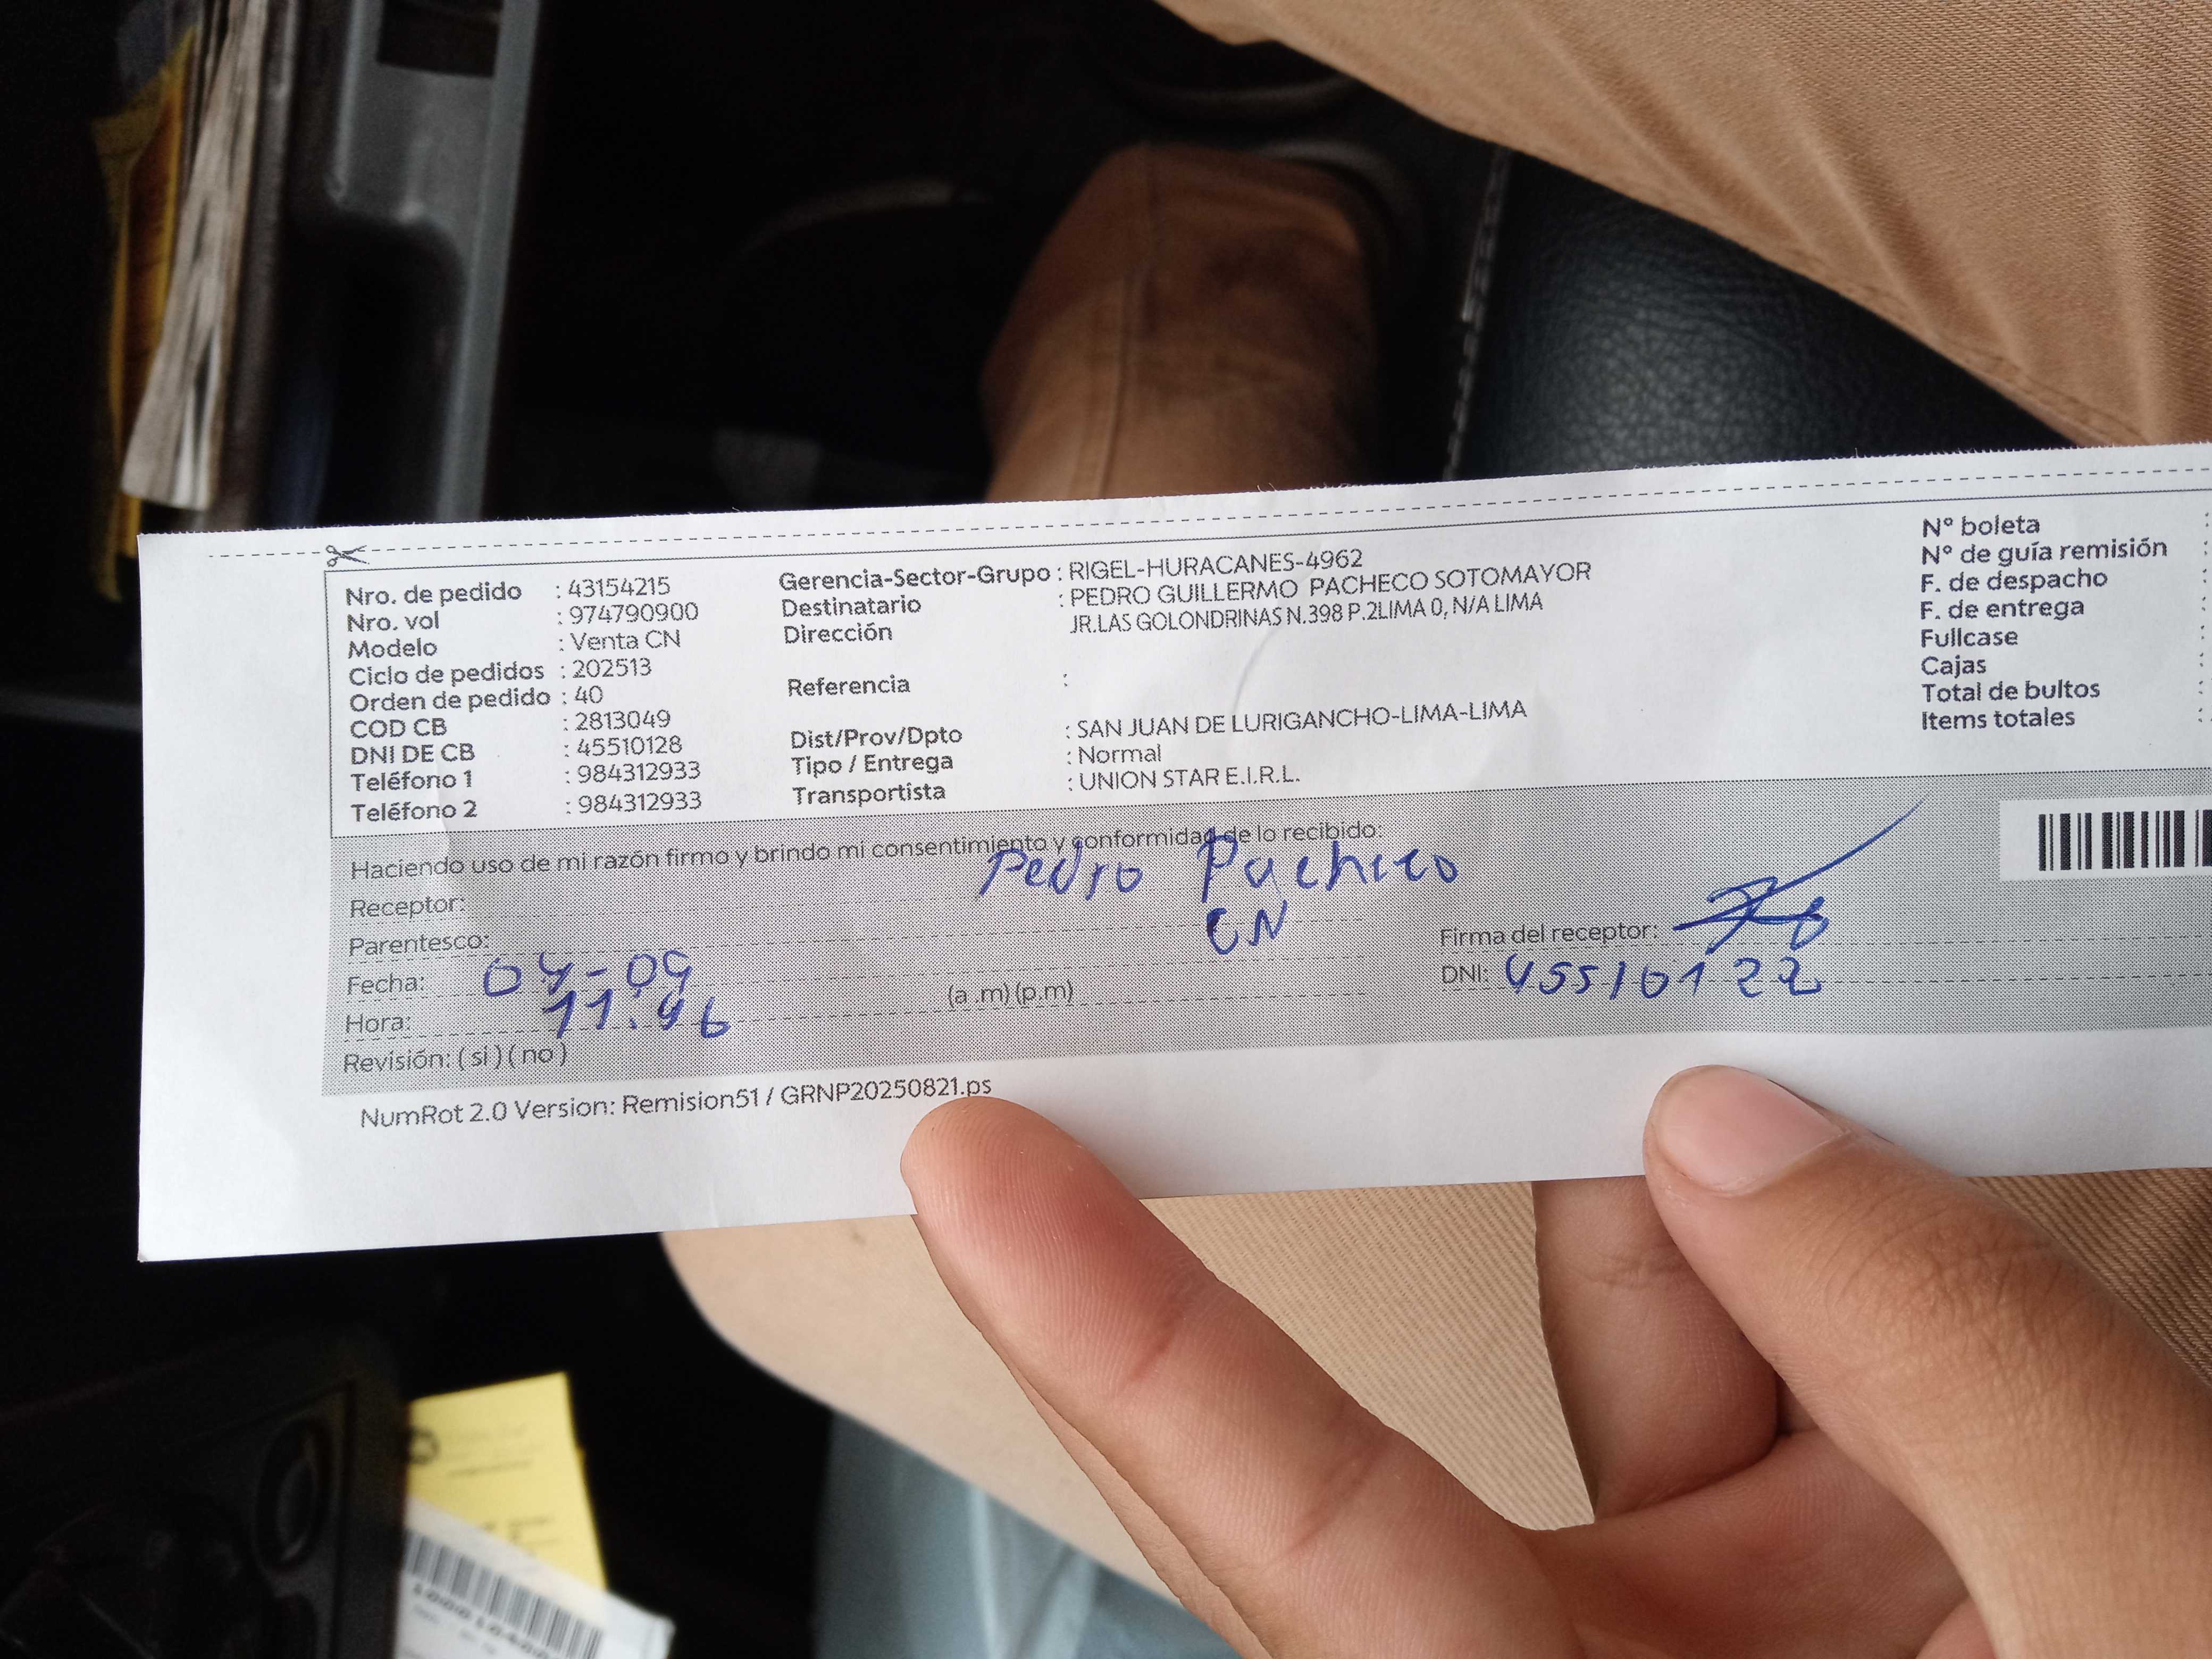 Nro. de pedido : 43154215
Nro. vol : 974790900
Modelo : Venta CN
Ciclo de pedidos : 202513
Orden de pedido : 40
COD CB : 2813049
DNI DE CB : 45510128
Teléfono 1 : 984312933
Teléfono 2 : 984312933
Gerencia-Sector-Grupo : RIGEL-HURACANES-4962
Destinatario : PEDRO GUILLERMO PACHECO SOTOMAYOR
Dirección JR.LAS GOLONDRINAS N.398 P.2LIMA 0, N/A LIMA
Referencia :
Dist/Prov/Dpto : SAN JUAN DE LURIGANCHO-LIMA-LIMA
Tipo / Entrega : Normal
Transportista : UNION STAR E.I.R.L.
N° boleta :
N° de guía remisión :
F. de despacho :
F. de entrega :
Fullcase :
Cajas :
Total de bultos :
Items totales :
Haciendo uso de mi razón firmo y brindo mi consentimiento y conformidad de lo recibido:
Receptor: Pedro Pacheco
Parentesco: CN
Fecha: 04-09
Hora: 11:46 (a .m) (p.m)
Revisión: ( si ) ( no )
Firma del receptor:
DNI:
NumRot 2.0 Version: Remision51 / GRNP20250821.ps